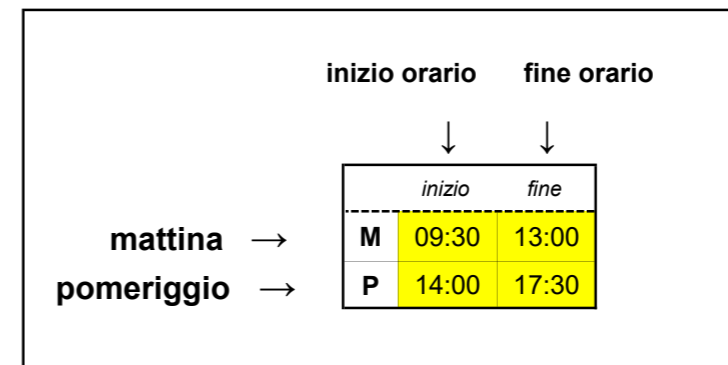 inizio orario fine orario
↓ ↓
inizio fine
mattina → M 09:30 13:00
pomeriggio → P 14:00 17:30